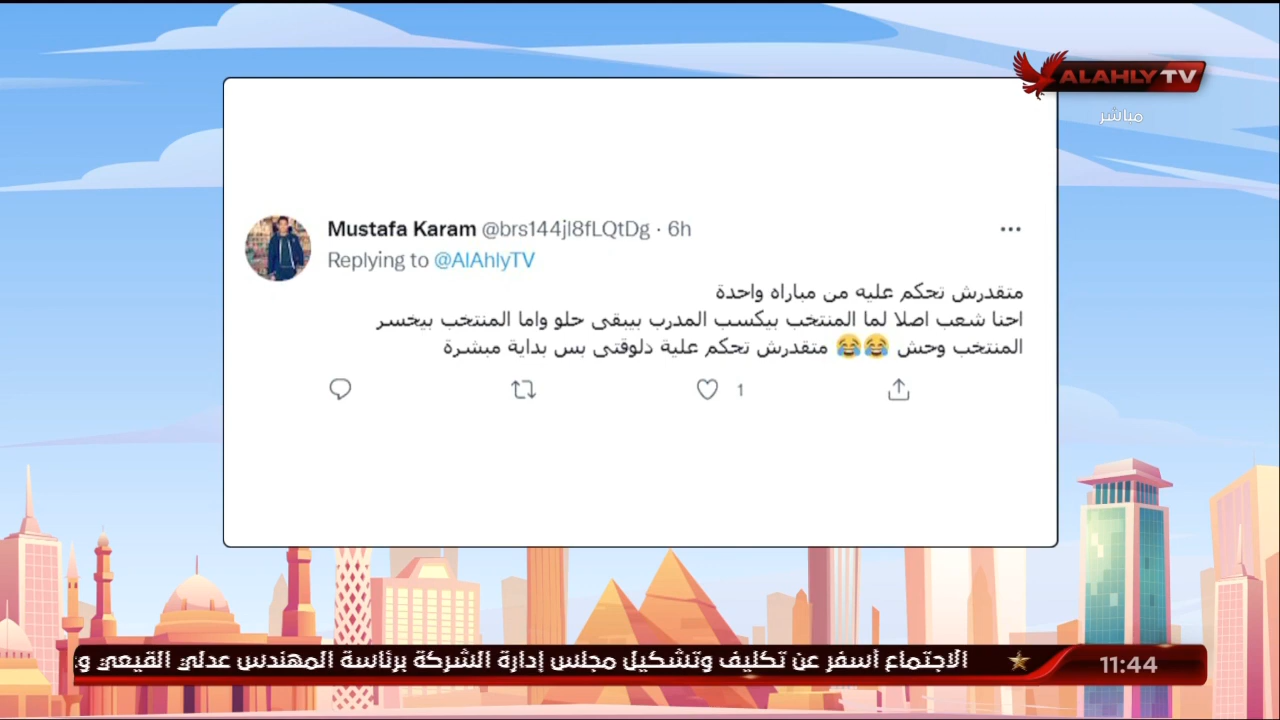 ALAHLY TV
مباشر
Mustafa Karam @brs144jl8fLQtDg · 6h
Replying to @AlAhlyTV
متقدرش تحكم عليه من مباراه واحدة
احنا شعب اصلا لما المنتخب بيكسب المدرب بيبقى حلو واما المنتخب بيخسر
المنتخب وحش 😂😂 متقدرش تحكم علية دلوقتى بس بداية مبشرة
1
الاجتماع أسفر عن تكليف وتشكيل مجلس إدارة الشركة برئاسة المهندس عدلي القيعي
11:44